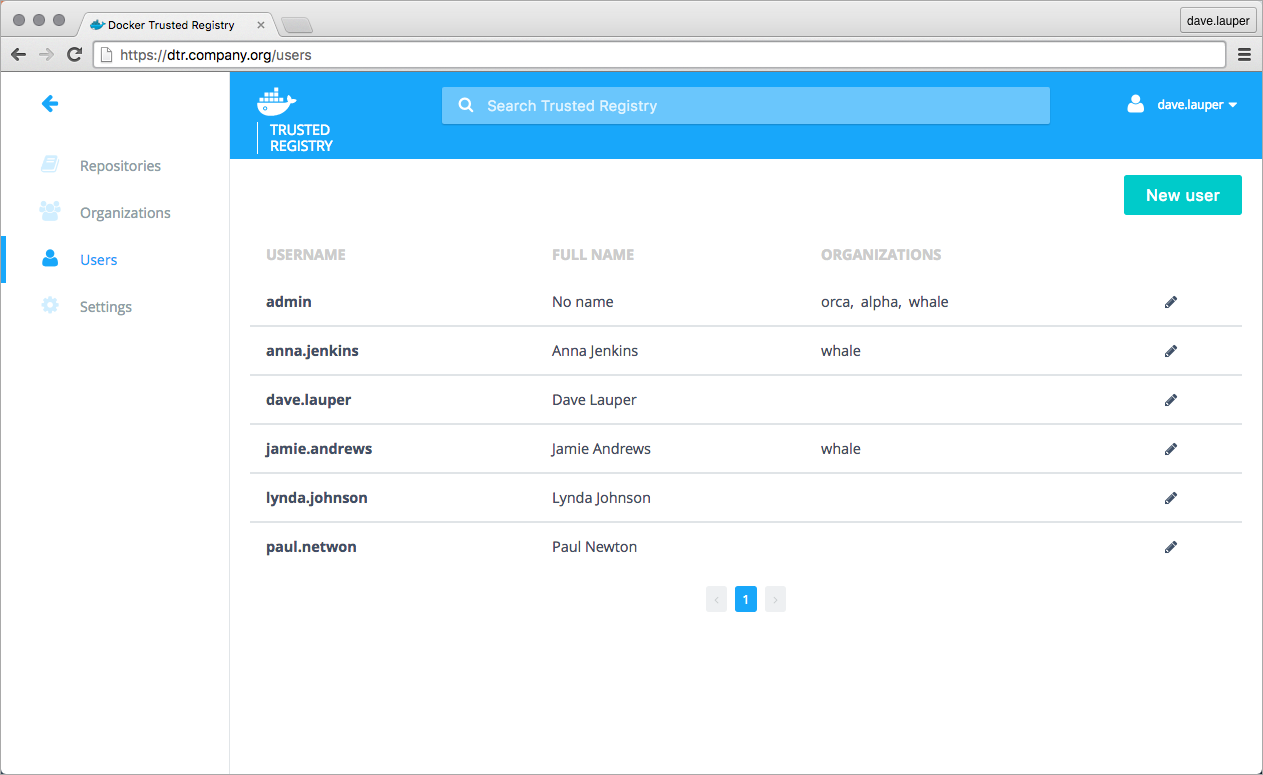 Docker Trusted Registry
dave.lauper
https://dtr.company.org/users
TRUSTED
REGISTRY
Search Trusted Registry
dave.lauper
Repositories
Organizations
Users
Settings
New user
USERNAME FULL NAME ORGANIZATIONS
admin No name orca, alpha, whale
anna.jenkins Anna Jenkins whale
dave.lauper Dave Lauper
jamie.andrews Jamie Andrews whale
lynda.johnson Lynda Johnson
paul.netwon Paul Newton
‹ 1 ›